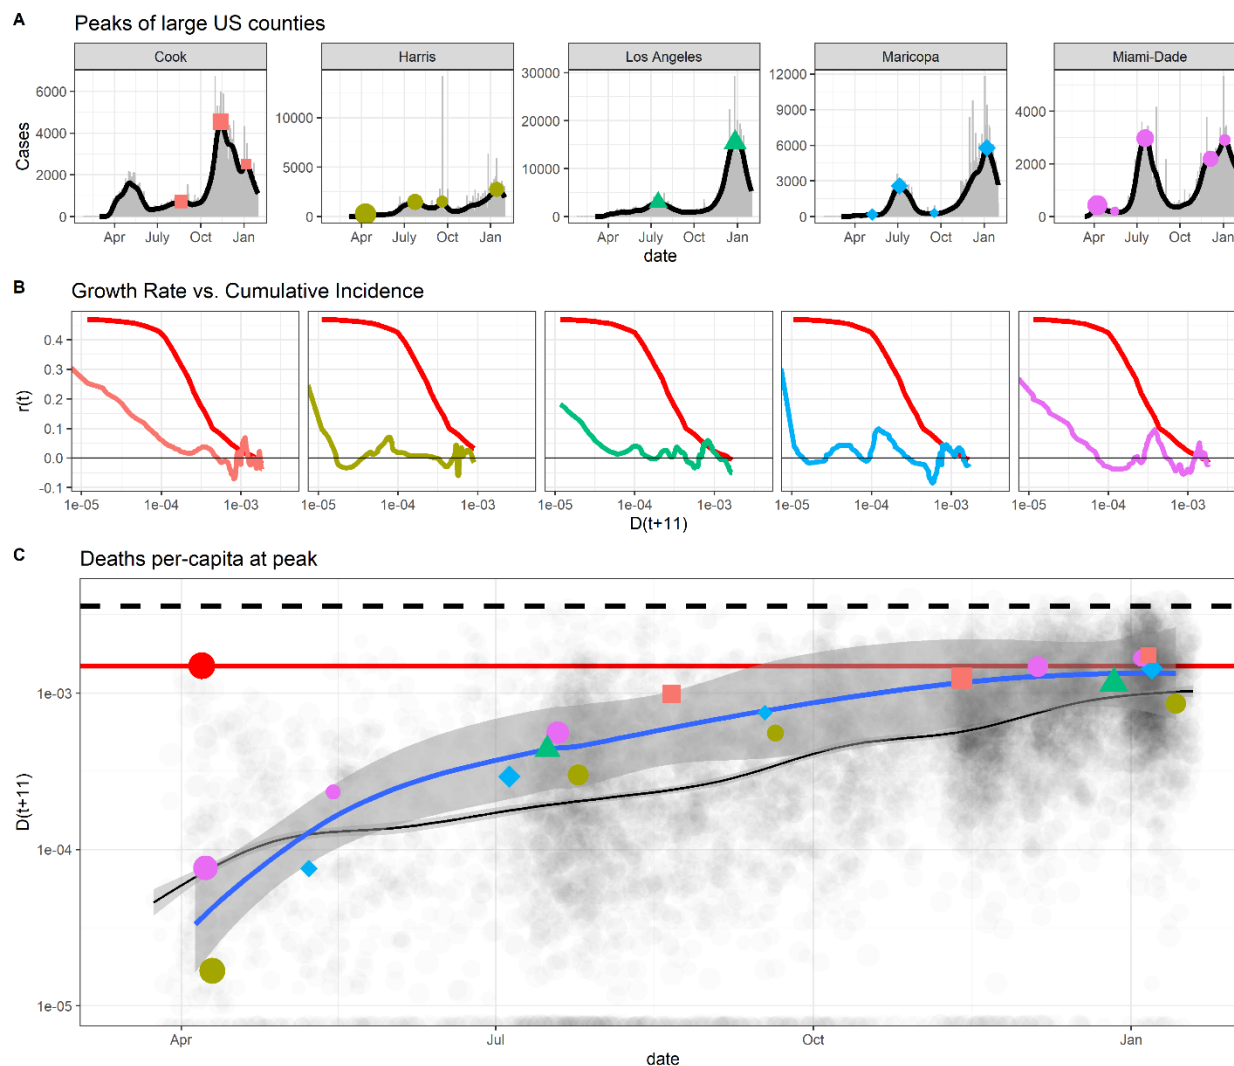 A Peaks of large US counties
Cook Harris Los Angeles Maricopa Miami-Dade
Cases
6000
4000
2000
0
Apr July Oct Jan
10000
5000
0
Apr July Oct Jan
30000
20000
10000
0
Apr July Oct Jan
12000
9000
6000
3000
0
Apr July Oct Jan
4000
2000
0
Apr July Oct Jan
date
B Growth Rate vs. Cumulative Incidence
r(t)
0.4
0.3
0.2
0.1
0.0
-0.1
1e-05 1e-04 1e-03 1e-05 1e-04 1e-03 1e-05 1e-04 1e-03 1e-05 1e-04 1e-03 1e-05 1e-04 1e-03
D(t+11)
C Deaths per-capita at peak
D(t+11)
1e-03
1e-04
1e-05
Apr Jul Oct Jan
date